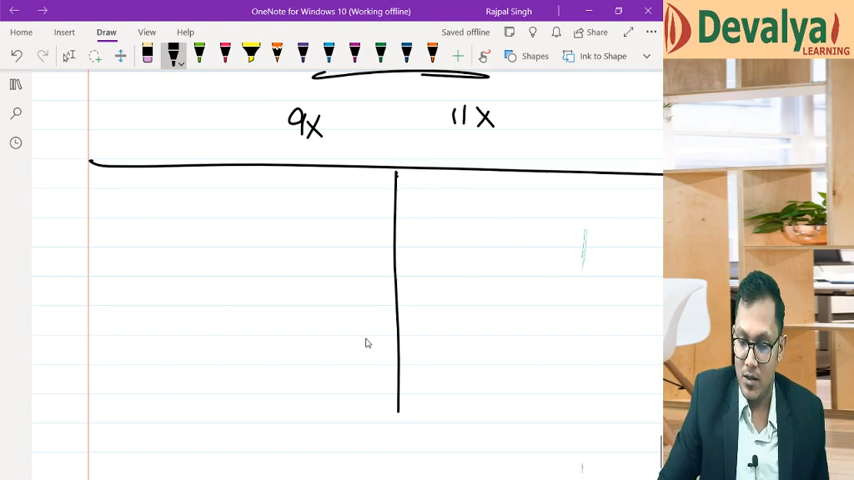 OneNote for Windows 10 (Working offline)
Rajpal Singh
Home
Insert
Draw
View
Help
Saved offline
Share
Shapes
Ink to Shape
Devalya
LEARNING
9x
11x